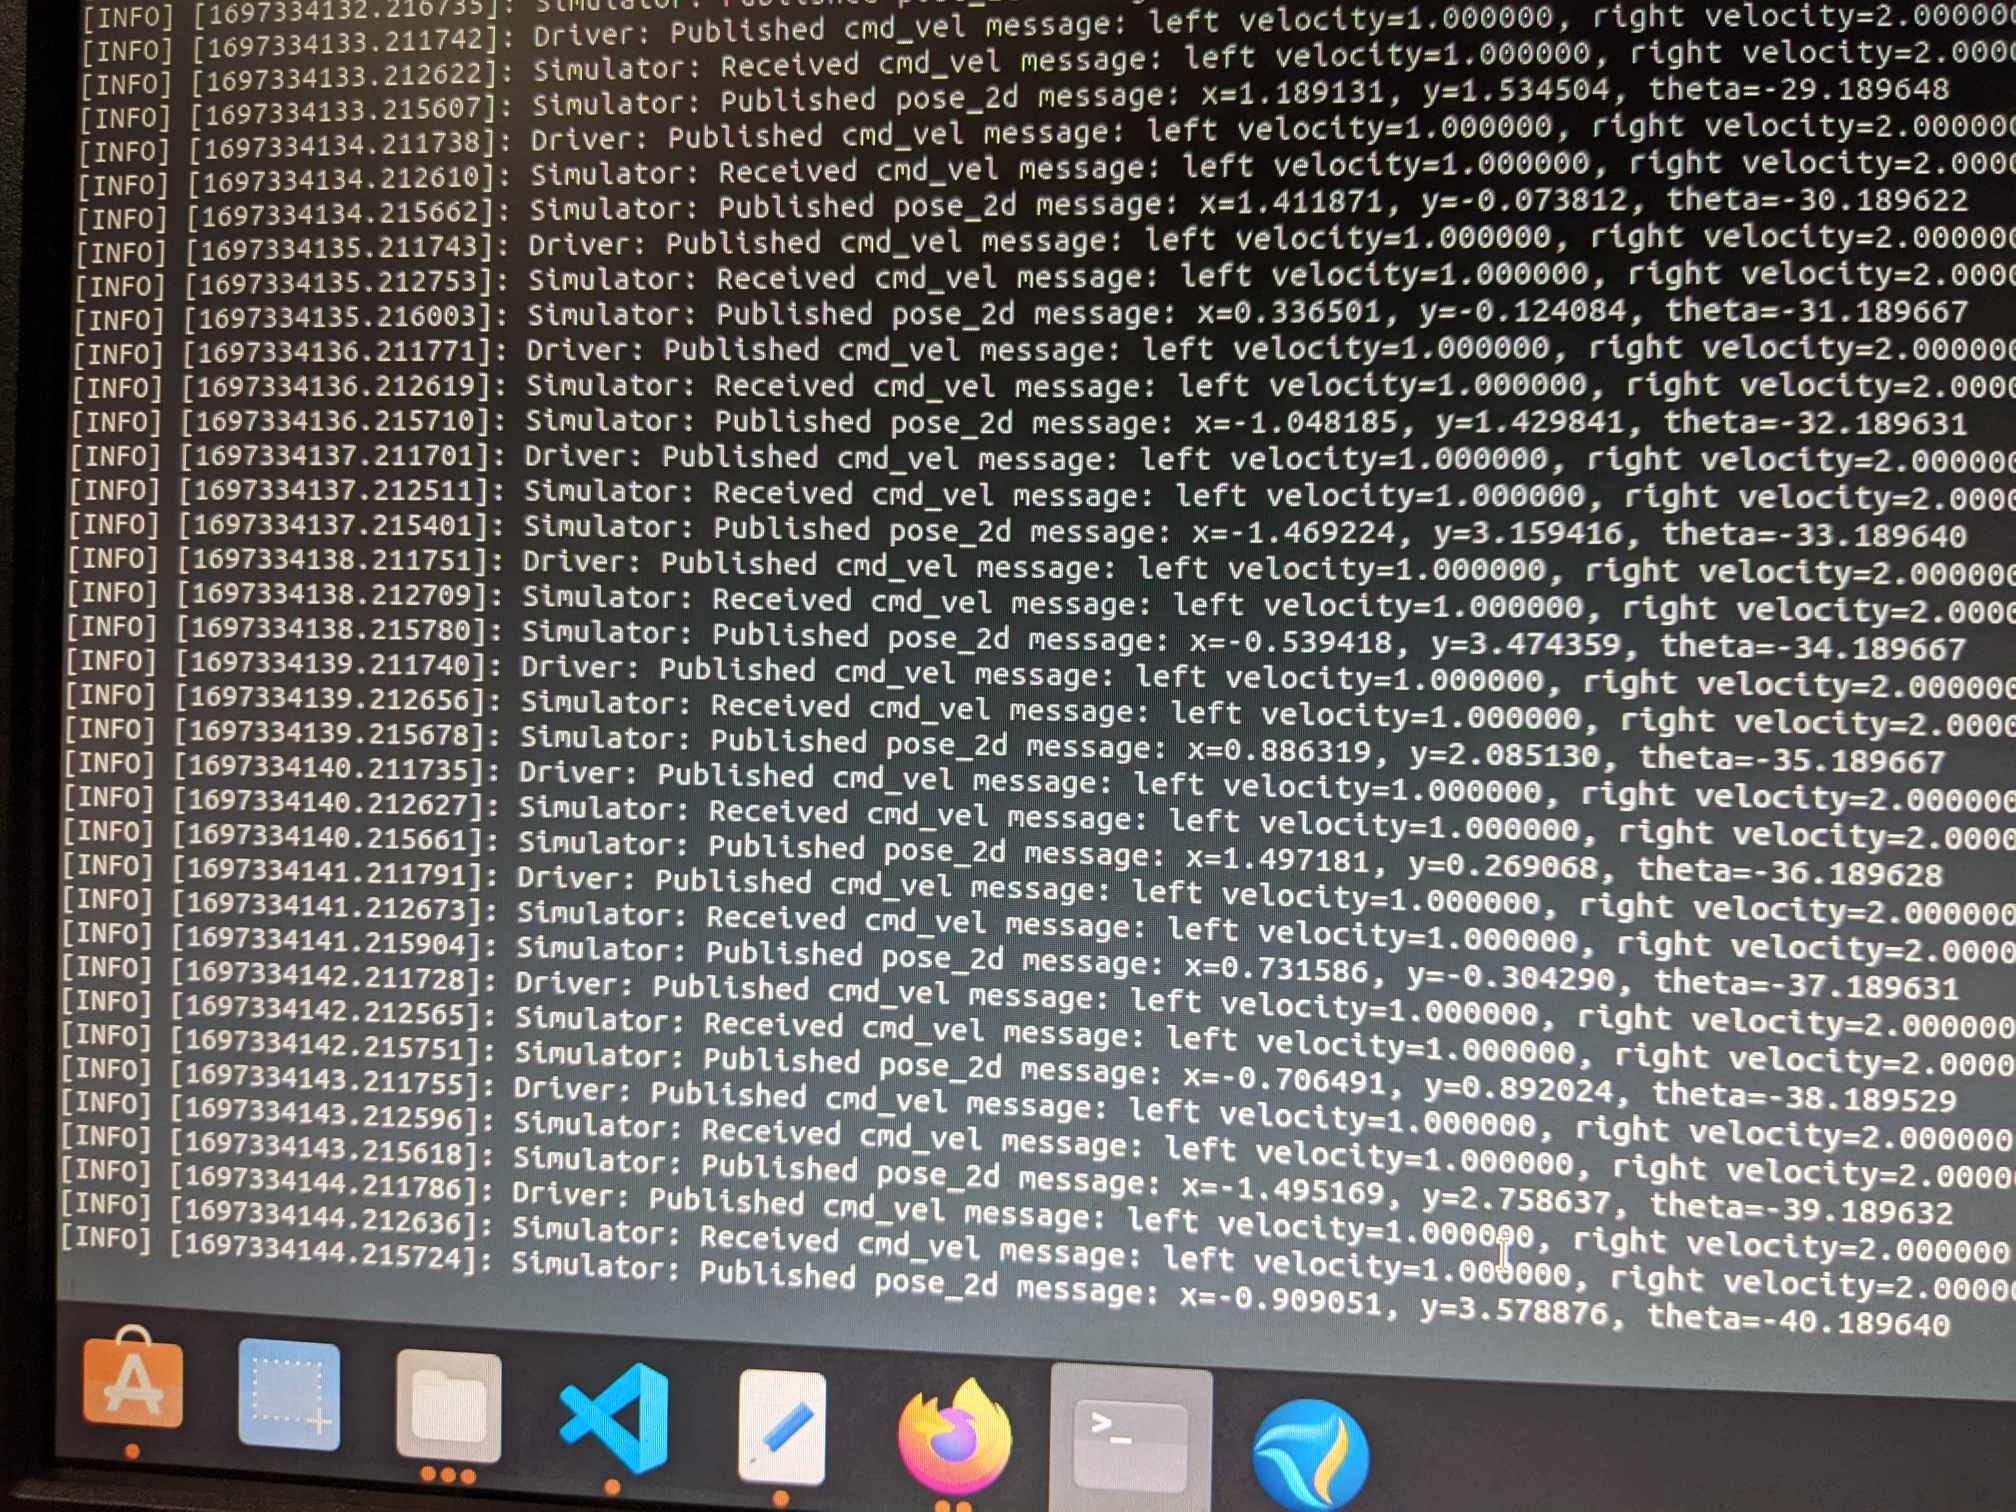 [INFO] [1697334132.216735]: Simulator: Published pose_2d message:
[INFO] [1697334133.211742]: Driver: Published cmd_vel message: left velocity=1.000000, right velocity=2.00000
[INFO] [1697334133.212622]: Simulator: Received cmd_vel message: left velocity=1.000000, right velocity=2.000
[INFO] [1697334133.215607]: Simulator: Published pose_2d message: x=1.189131, y=1.534504, theta=-29.189648
[INFO] [1697334134.211738]: Driver: Published cmd_vel message: left velocity=1.000000, right velocity=2.00000
[INFO] [1697334134.212610]: Simulator: Received cmd_vel message: left velocity=1.000000, right velocity=2.000
[INFO] [1697334134.215662]: Simulator: Published pose_2d message: x=1.411871, y=-0.073812, theta=-30.189622
[INFO] [1697334135.211743]: Driver: Published cmd_vel message: left velocity=1.000000, right velocity=2.00000
[INFO] [1697334135.212753]: Simulator: Received cmd_vel message: left velocity=1.000000, right velocity=2.0000
[INFO] [1697334135.216003]: Simulator: Published pose_2d message: x=0.336501, y=-0.124084, theta=-31.189667
[INFO] [1697334136.211771]: Driver: Published cmd_vel message: left velocity=1.000000, right velocity=2.000000
[INFO] [1697334136.212619]: Simulator: Received cmd_vel message: left velocity=1.000000, right velocity=2.0000
[INFO] [1697334136.215710]: Simulator: Published pose_2d message: x=-1.048185, y=1.429841, theta=-32.189631
[INFO] [1697334137.211701]: Driver: Published cmd_vel message: left velocity=1.000000, right velocity=2.000000
[INFO] [1697334137.212511]: Simulator: Received cmd_vel message: left velocity=1.000000, right velocity=2.0000
[INFO] [1697334137.215401]: Simulator: Published pose_2d message: x=-1.469224, y=3.159416, theta=-33.189640
[INFO] [1697334138.211751]: Driver: Published cmd_vel message: left velocity=1.000000, right velocity=2.000000
[INFO] [1697334138.212709]: Simulator: Received cmd_vel message: left velocity=1.000000, right velocity=2.0000
[INFO] [1697334138.215780]: Simulator: Published pose_2d message: x=-0.539418, y=3.474359, theta=-34.189667
[INFO] [1697334139.211740]: Driver: Published cmd_vel message: left velocity=1.000000, right velocity=2.000000
[INFO] [1697334139.212656]: Simulator: Received cmd_vel message: left velocity=1.000000, right velocity=2.0000
[INFO] [1697334139.215678]: Simulator: Published pose_2d message: x=0.886319, y=2.085130, theta=-35.189667
[INFO] [1697334140.211735]: Driver: Published cmd_vel message: left velocity=1.000000, right velocity=2.000000
[INFO] [1697334140.212627]: Simulator: Received cmd_vel message: left velocity=1.000000, right velocity=2.0000
[INFO] [1697334140.215661]: Simulator: Published pose_2d message: x=1.497181, y=0.269068, theta=-36.189628
[INFO] [1697334141.211791]: Driver: Published cmd_vel message: left velocity=1.000000, right velocity=2.000000
[INFO] [1697334141.212673]: Simulator: Received cmd_vel message: left velocity=1.000000, right velocity=2.0000
[INFO] [1697334141.215904]: Simulator: Published pose_2d message: x=0.731586, y=-0.304290, theta=-37.189631
[INFO] [1697334142.211728]: Driver: Published cmd_vel message: left velocity=1.000000, right velocity=2.000000
[INFO] [1697334142.212565]: Simulator: Received cmd_vel message: left velocity=1.000000, right velocity=2.0000
[INFO] [1697334142.215751]: Simulator: Published pose_2d message: x=-0.706491, y=0.892024, theta=-38.189529
[INFO] [1697334143.211755]: Driver: Published cmd_vel message: left velocity=1.000000, right velocity=2.000000
[INFO] [1697334143.212596]: Simulator: Received cmd_vel message: left velocity=1.000000, right velocity=2.0000
[INFO] [1697334143.215618]: Simulator: Published pose_2d message: x=-1.495169, y=2.758637, theta=-39.189632
[INFO] [1697334144.211786]: Driver: Published cmd_vel message: left velocity=1.000000, right velocity=2.000000
[INFO] [1697334144.212636]: Simulator: Received cmd_vel message: left velocity=1.000000, right velocity=2.0000
[INFO] [1697334144.215724]: Simulator: Published pose_2d message: x=-0.909051, y=3.578876, theta=-40.189640